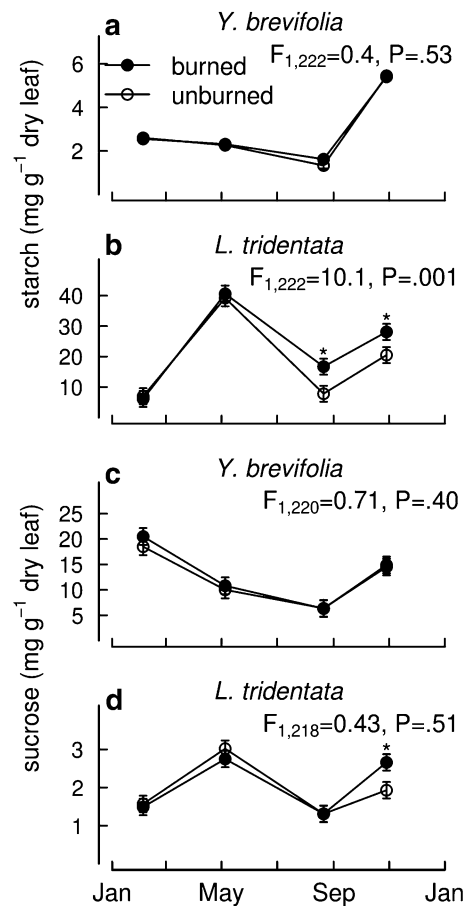 a
Y. brevifolia
F1,222=0.4, P=.53
burned
unburned
6
4
2
starch (mg g−1 dry leaf)
b
L. tridentata
F1,222=10.1, P=.001
40
30
20
10
*
*
c
Y. brevifolia
F1,220=0.71, P=.40
25
20
15
10
5
sucrose (mg g−1 dry leaf)
d
L. tridentata
F1,218=0.43, P=.51
3
2
1
*
Jan May Sep Jan